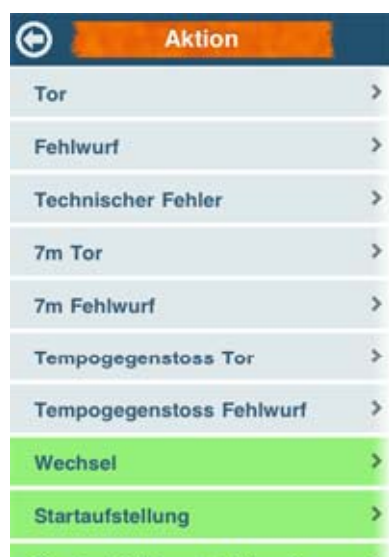 Aktion
Tor
Fehlwurf
Technischer Fehler
7m Tor
7m Fehlwurf
Tempogegenstoss Tor
Tempogegenstoss Fehlwurf
Wechsel
Startaufstellung